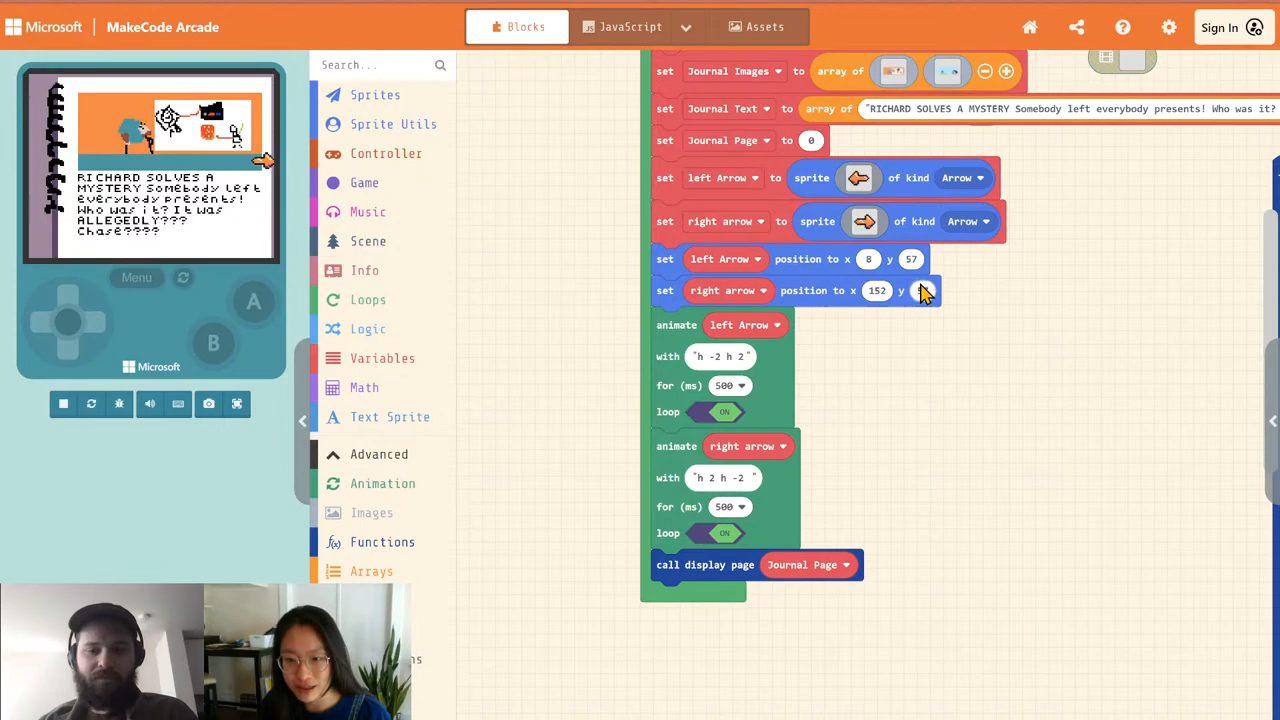 Microsoft MakeCode Arcade Blocks JavaScript Assets Sign In
RICHARD SOLVES A
MYSTERY Somebody left
everybody presents!
Who was it? It was
ALLEGEDLY???
Chase????
Menu
A
B
Microsoft
Search...
Sprites
Sprite Utils
Controller
Game
Music
Scene
Info
Loops
Logic
Variables
Math
Text Sprite
Advanced
Animation
Images
Functions
Arrays
set Journal Images to array of
set Journal Text to array of "RICHARD SOLVES A MYSTERY Somebody left everybody presents! Who was it?
set Journal Page to 0
set left Arrow to sprite of kind Arrow
set right arrow to sprite of kind Arrow
set left Arrow position to x 8 y 57
set right arrow position to x 152 y
animate left Arrow
with "h -2 h 2"
for (ms) 500
loop ON
animate right arrow
with "h 2 h -2 "
for (ms) 500
loop ON
call display page Journal Page